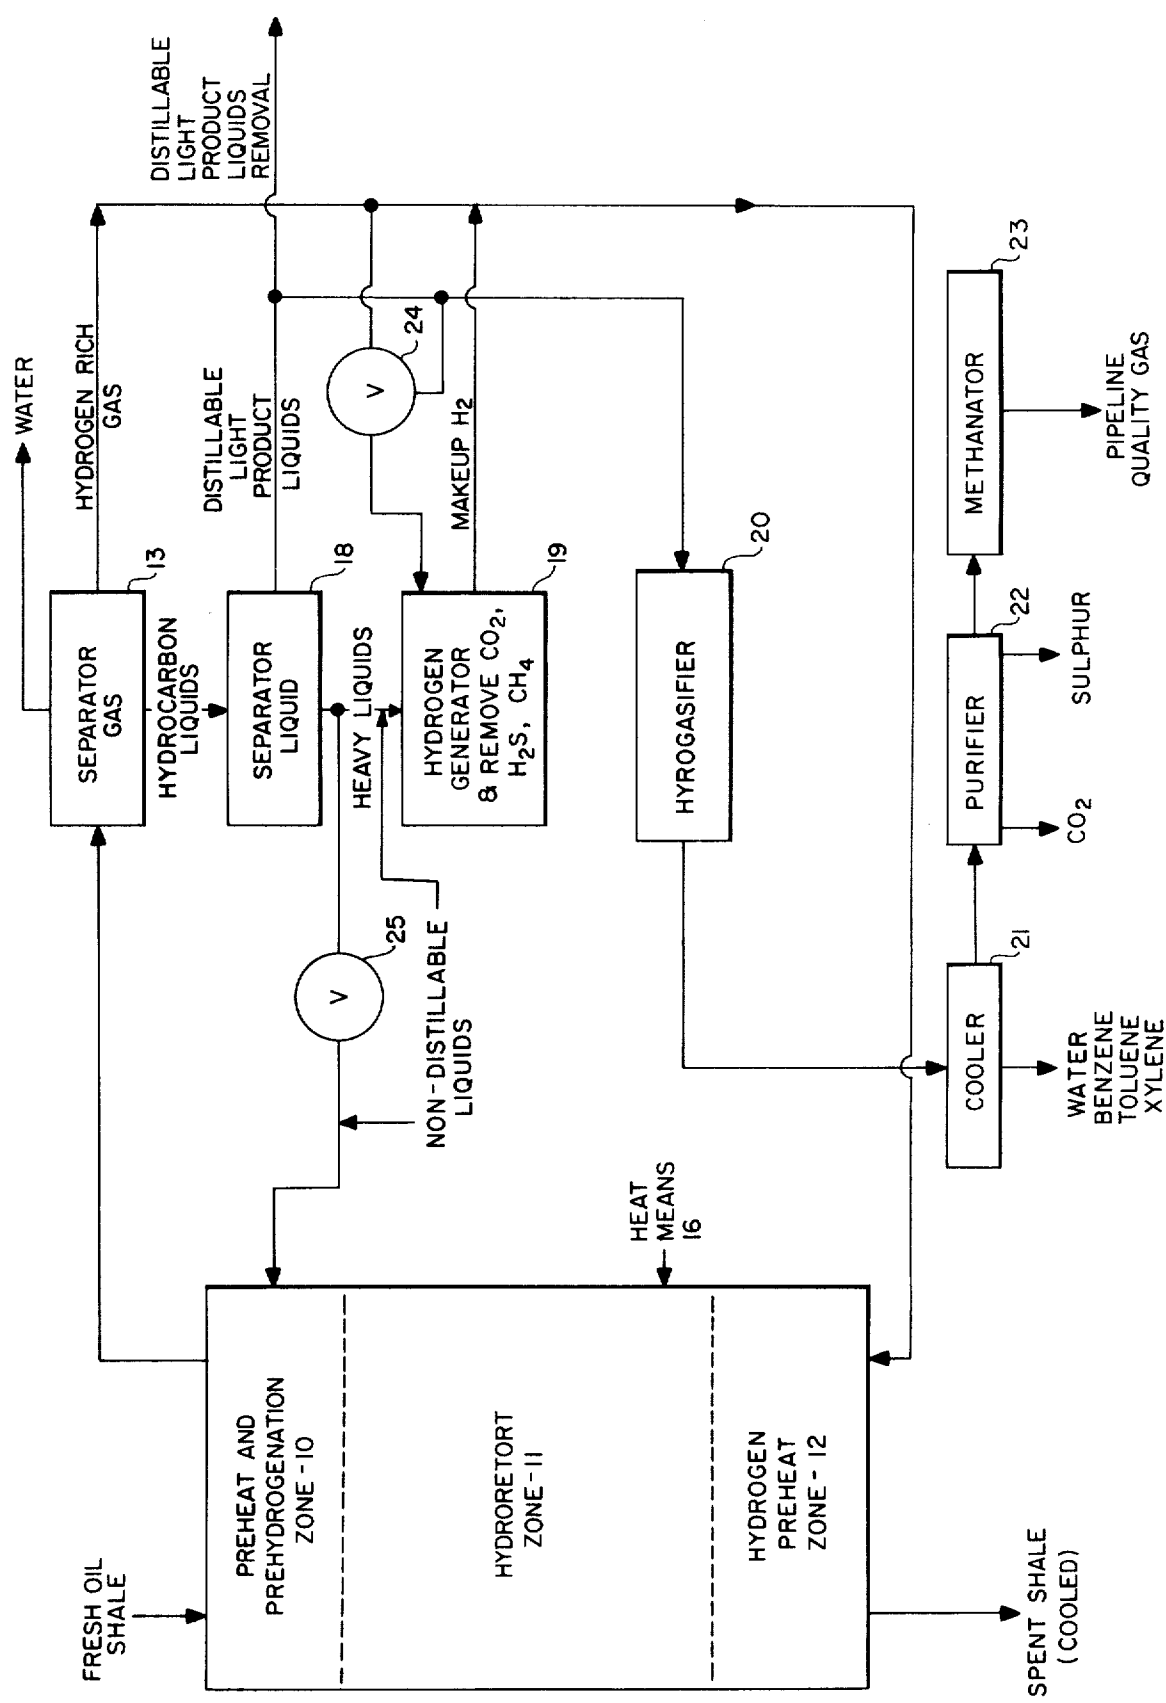 FRESH OIL
SHALE
PREHEAT AND
PREHYDROGENATION
ZONE-10
HYDRORETORT
ZONE-11
HYDROGEN
PREHEAT
ZONE-12
SPENT SHALE
(COOLED)
HEAT
MEANS
16
WATER
SEPARATOR
GAS
13
HYDROGEN RICH
GAS
HYDROCARBON
LIQUIDS
SEPARATOR
LIQUID
18
DISTILLABLE
LIGHT
PRODUCT
LIQUIDS
DISTILLABLE
LIGHT
PRODUCT
LIQUIDS
REMOVAL
HEAVY LIQUIDS
V
25
NON-DISTILLABLE
LIQUIDS
HYDROGEN
GENERATOR
& REMOVE CO2,
H2S, CH4
19
MAKEUP H2
V
24
HYROGASIFIER
20
COOLER
21
WATER
BENZENE
TOLUENE
XYLENE
PURIFIER
22
CO2
SULPHUR
METHANATOR
23
PIPELINE
QUALITY GAS